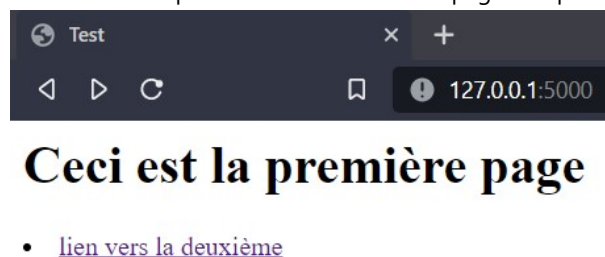 Test
127.0.0.1:5000
Ceci est la première page
lien vers la deuxième